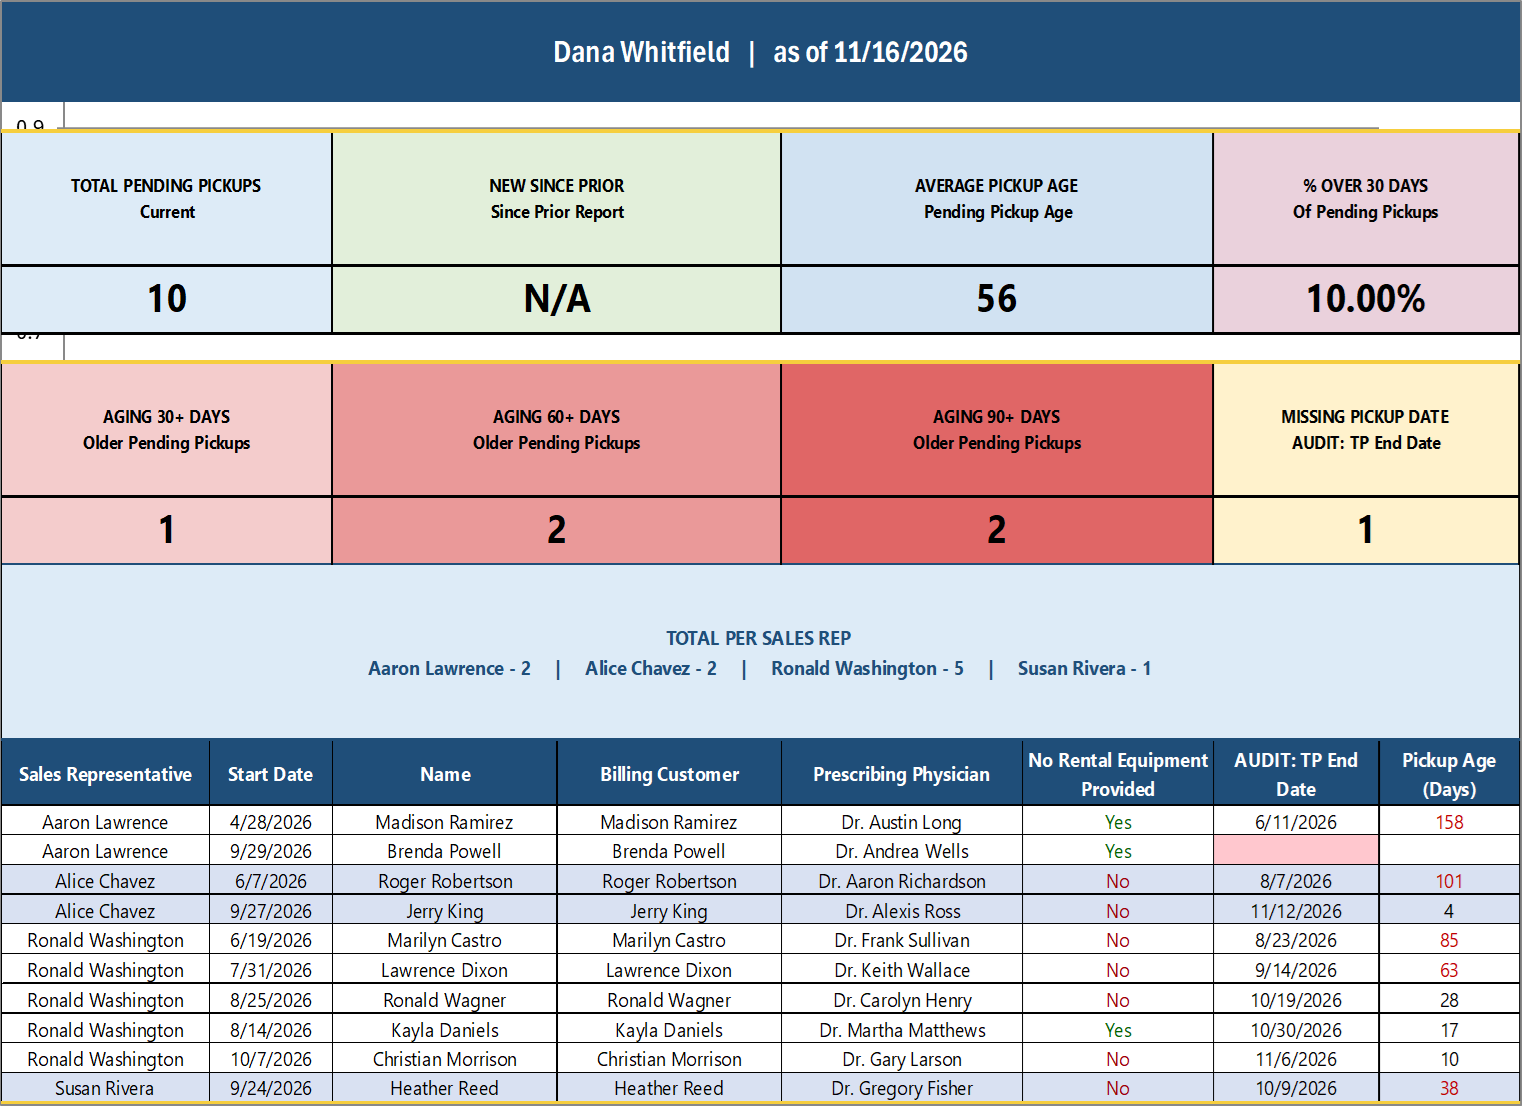 Dana Whitfield | as of 11/16/2026
0.9
TOTAL PENDING PICKUPS
Current
NEW SINCE PRIOR
Since Prior Report
AVERAGE PICKUP AGE
Pending Pickup Age
% OVER 30 DAYS
Of Pending Pickups
10 N/A 56 10.00%
0.7
AGING 30+ DAYS
Older Pending Pickups
AGING 60+ DAYS
Older Pending Pickups
AGING 90+ DAYS
Older Pending Pickups
MISSING PICKUP DATE
AUDIT: TP End Date
1 2 2 1
TOTAL PER SALES REP
Aaron Lawrence - 2 | Alice Chavez - 2 | Ronald Washington - 5 | Susan Rivera - 1
Sales Representative Start Date Name Billing Customer Prescribing Physician No Rental Equipment Provided AUDIT: TP End Date Pickup Age (Days)
Aaron Lawrence 4/28/2026 Madison Ramirez Madison Ramirez Dr. Austin Long Yes 6/11/2026 158
Aaron Lawrence 9/29/2026 Brenda Powell Brenda Powell Dr. Andrea Wells Yes
Alice Chavez 6/7/2026 Roger Robertson Roger Robertson Dr. Aaron Richardson No 8/7/2026 101
Alice Chavez 9/27/2026 Jerry King Jerry King Dr. Alexis Ross No 11/12/2026 4
Ronald Washington 6/19/2026 Marilyn Castro Marilyn Castro Dr. Frank Sullivan No 8/23/2026 85
Ronald Washington 7/31/2026 Lawrence Dixon Lawrence Dixon Dr. Keith Wallace No 9/14/2026 63
Ronald Washington 8/25/2026 Ronald Wagner Ronald Wagner Dr. Carolyn Henry No 10/19/2026 28
Ronald Washington 8/14/2026 Kayla Daniels Kayla Daniels Dr. Martha Matthews Yes 10/30/2026 17
Ronald Washington 10/7/2026 Christian Morrison Christian Morrison Dr. Gary Larson No 11/6/2026 10
Susan Rivera 9/24/2026 Heather Reed Heather Reed Dr. Gregory Fisher No 10/9/2026 38